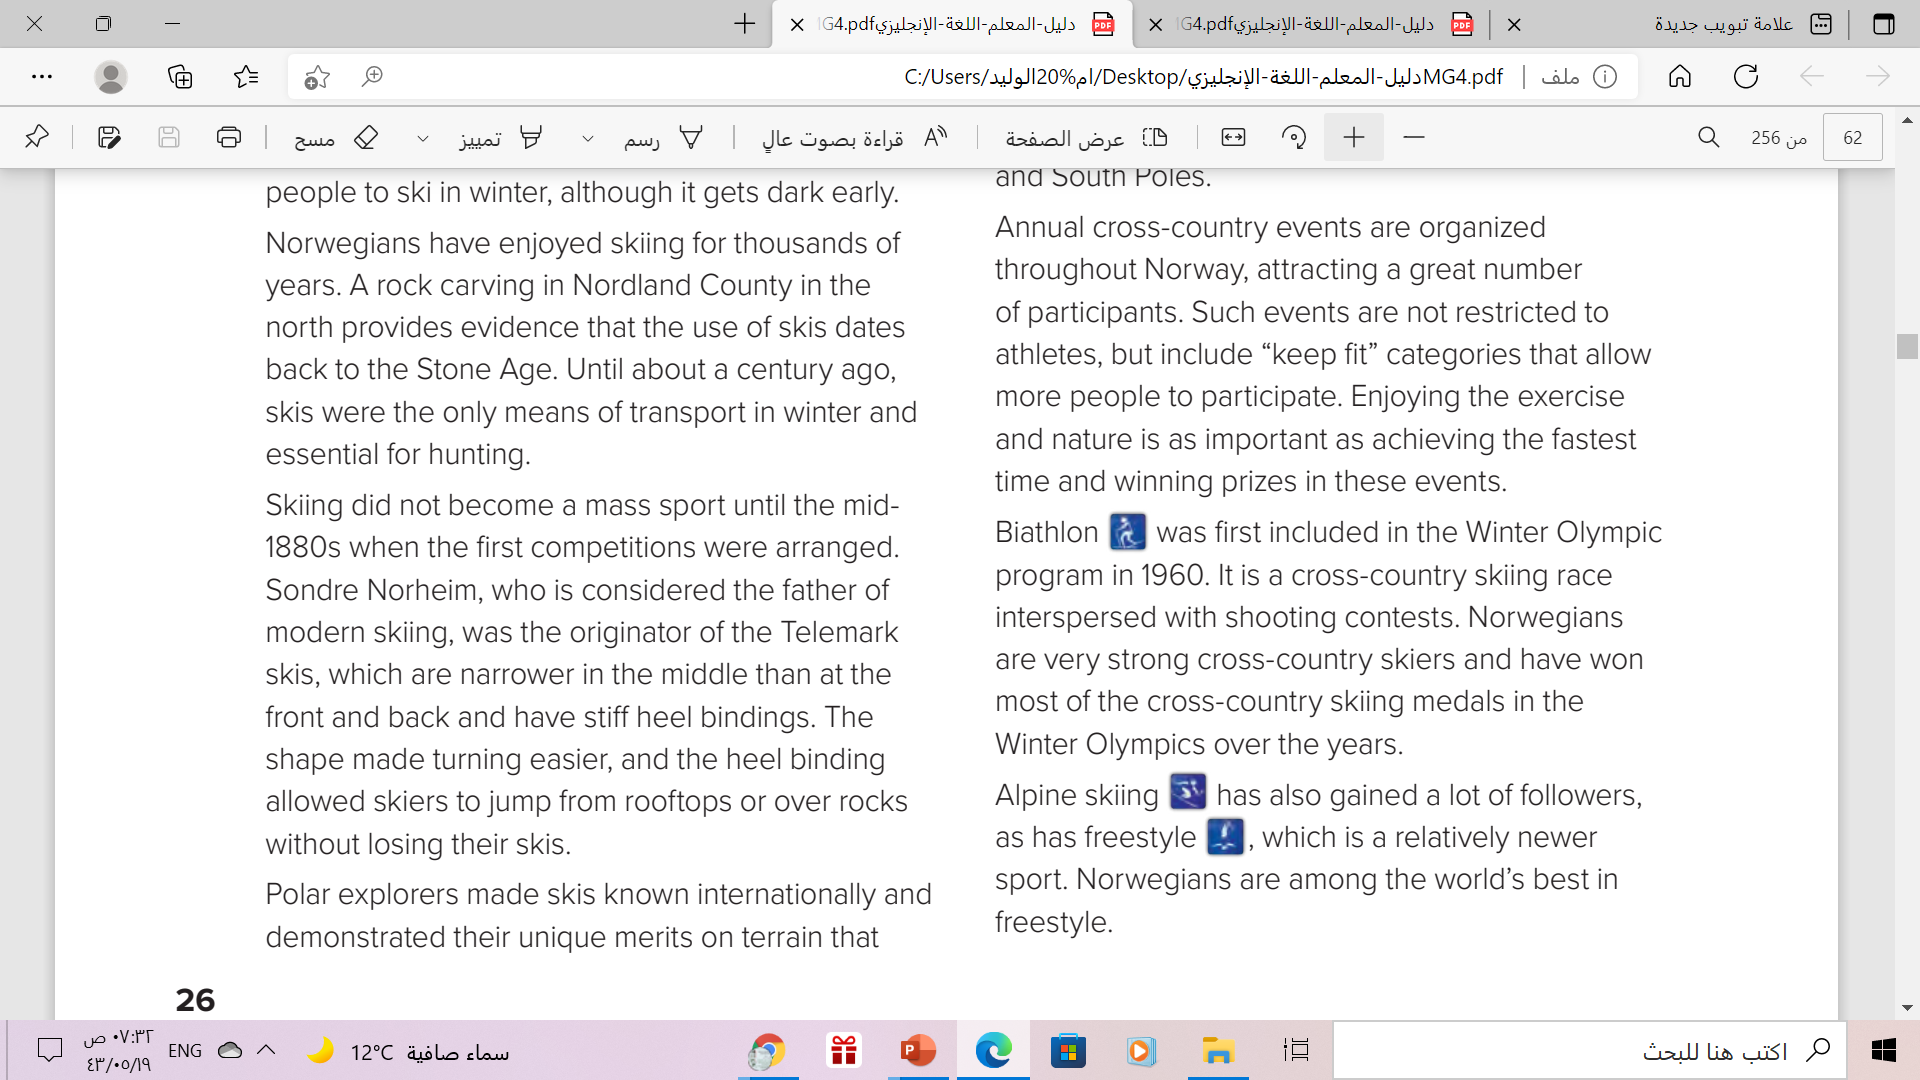 علامة تبويب جديدة
دليل-المعلم-اللغة-الإنجليزيMG4.pdf
دليل-المعلم-اللغة-الإنجليزيMG4.pdf
ملف
C:/Users/ام%20الوليد/Desktop/دليل-المعلم-اللغة-الإنجليزيMG4.pdf
62
من 256
عرض الصفحة
قراءة بصوت عالٍ
رسم
تمييز
مسح
people to ski in winter, although it gets dark early.
Norwegians have enjoyed skiing for thousands of
years. A rock carving in Nordland County in the
north provides evidence that the use of skis dates
back to the Stone Age. Until about a century ago,
skis were the only means of transport in winter and
essential for hunting.
Skiing did not become a mass sport until the mid-
1880s when the first competitions were arranged.
Sondre Norheim, who is considered the father of
modern skiing, was the originator of the Telemark
skis, which are narrower in the middle than at the
front and back and have stiff heel bindings. The
shape made turning easier, and the heel binding
allowed skiers to jump from rooftops or over rocks
without losing their skis.
Polar explorers made skis known internationally and
demonstrated their unique merits on terrain that
and South Poles.
Annual cross-country events are organized
throughout Norway, attracting a great number
of participants. Such events are not restricted to
athletes, but include “keep fit” categories that allow
more people to participate. Enjoying the exercise
and nature is as important as achieving the fastest
time and winning prizes in these events.
Biathlon was first included in the Winter Olympic
program in 1960. It is a cross-country skiing race
interspersed with shooting contests. Norwegians
are very strong cross-country skiers and have won
most of the cross-country skiing medals in the
Winter Olympics over the years.
Alpine skiing has also gained a lot of followers,
as has freestyle , which is a relatively newer
sport. Norwegians are among the world’s best in
freestyle.
26
اكتب هنا للبحث
12°C سماء صافية
ENG
٠٧:٣٢ ص
٤٣/٠٥/١٩